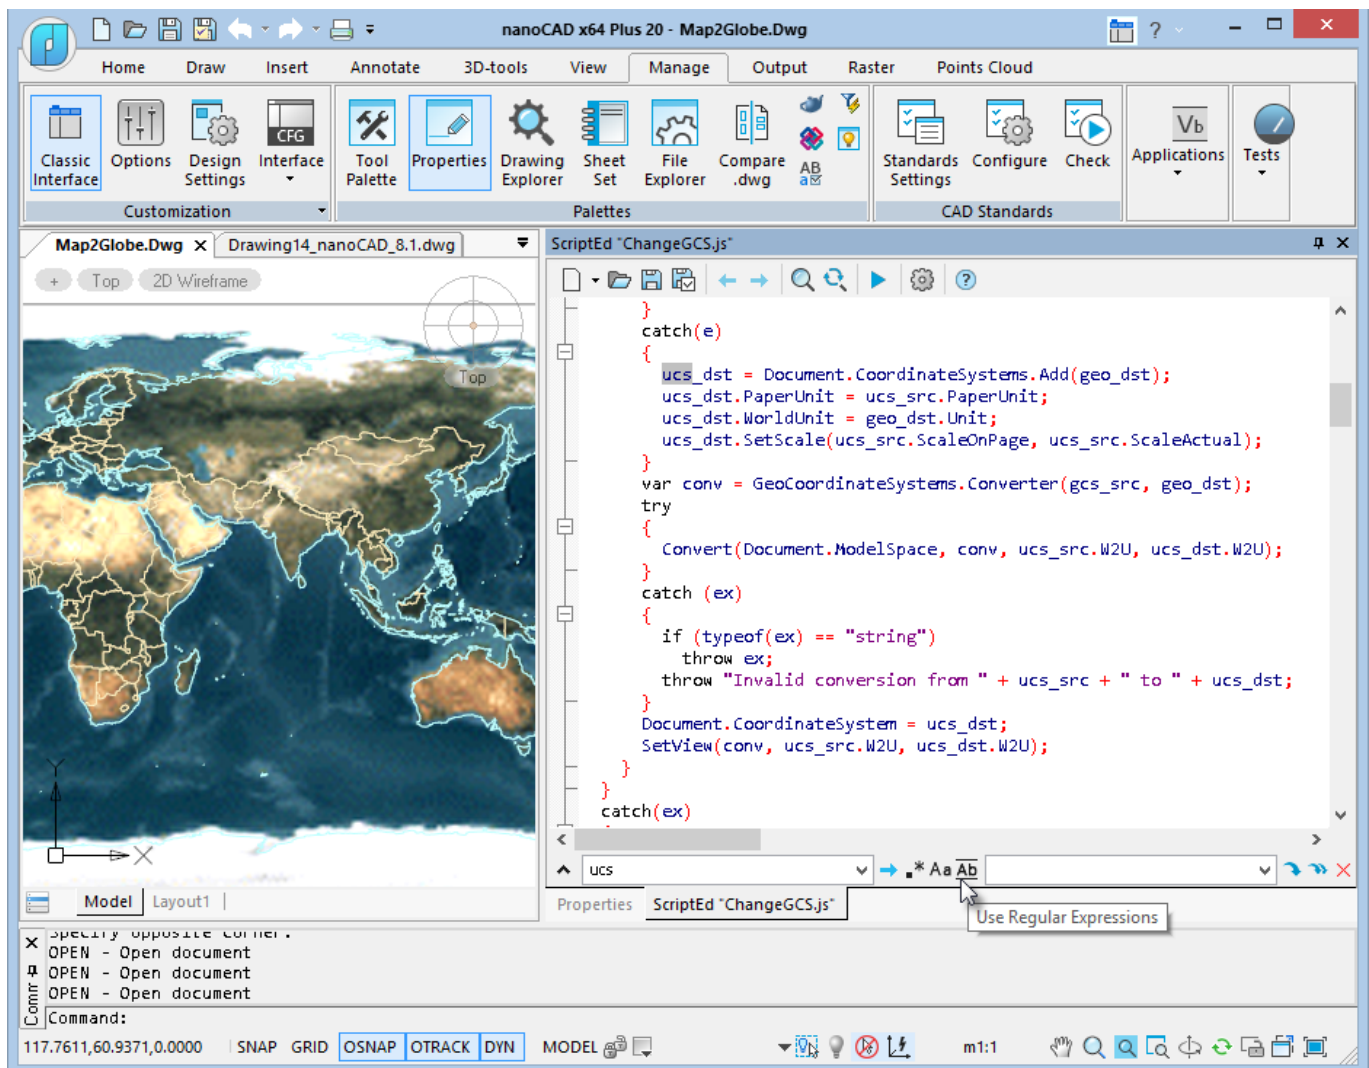 nanoCAD x64 Plus 20 - Map2Globe.Dwg
?
Home Draw Insert Annotate 3D-tools View Manage Output Raster Points Cloud
Classic Interface
Options
Design Settings
CFG
Interface
Tool Palette
Properties
Drawing Explorer
Sheet Set
File Explorer
Compare .dwg
AB
a
Standards Settings
Configure
Check
Vb
Applications
Tests
Customization
Palettes
CAD Standards
Map2Globe.Dwg X Drawing14_nanoCAD_8.1.dwg
+ Top 2D Wireframe
Top
Y
X
Model Layout1
ScriptEd "ChangeGCS.js"
}
catch(e)
{
ucs_dst = Document.CoordinateSystems.Add(geo_dst);
ucs_dst.PaperUnit = ucs_src.PaperUnit;
ucs_dst.WorldUnit = geo_dst.Unit;
ucs_dst.SetScale(ucs_src.ScaleOnPage, ucs_src.ScaleActual);
}
var conv = GeoCoordinateSystems.Converter(gcs_src, geo_dst);
try
{
Convert(Document.ModelSpace, conv, ucs_src.W2U, ucs_dst.W2U);
}
catch (ex)
{
if (typeof(ex) == "string")
throw ex;
throw "Invalid conversion from " + ucs_src + " to " + ucs_dst;
}
Document.CoordinateSystem = ucs_dst;
SetView(conv, ucs_src.W2U, ucs_dst.W2U);
}
}
catch(ex)
ucs .* Aa Ab
Use Regular Expressions
Properties ScriptEd "ChangeGCS.js"
Specify opposite corner:
OPEN - Open document
OPEN - Open document
OPEN - Open document
Comm
Command:
117.7611,60.9371,0.0000 SNAP GRID OSNAP OTRACK DYN MODEL m1:1